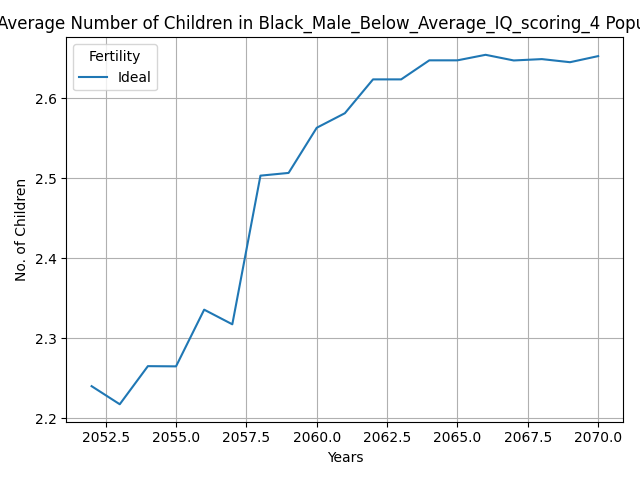 Average Number of Children in Black_Male_Below_Average_IQ_scoring_4 Popu
Fertility
Ideal
2.6
2.5
2.4
2.3
2.2
No. of Children
2052.5 2055.0 2057.5 2060.0 2062.5 2065.0 2067.5 2070.0
Years